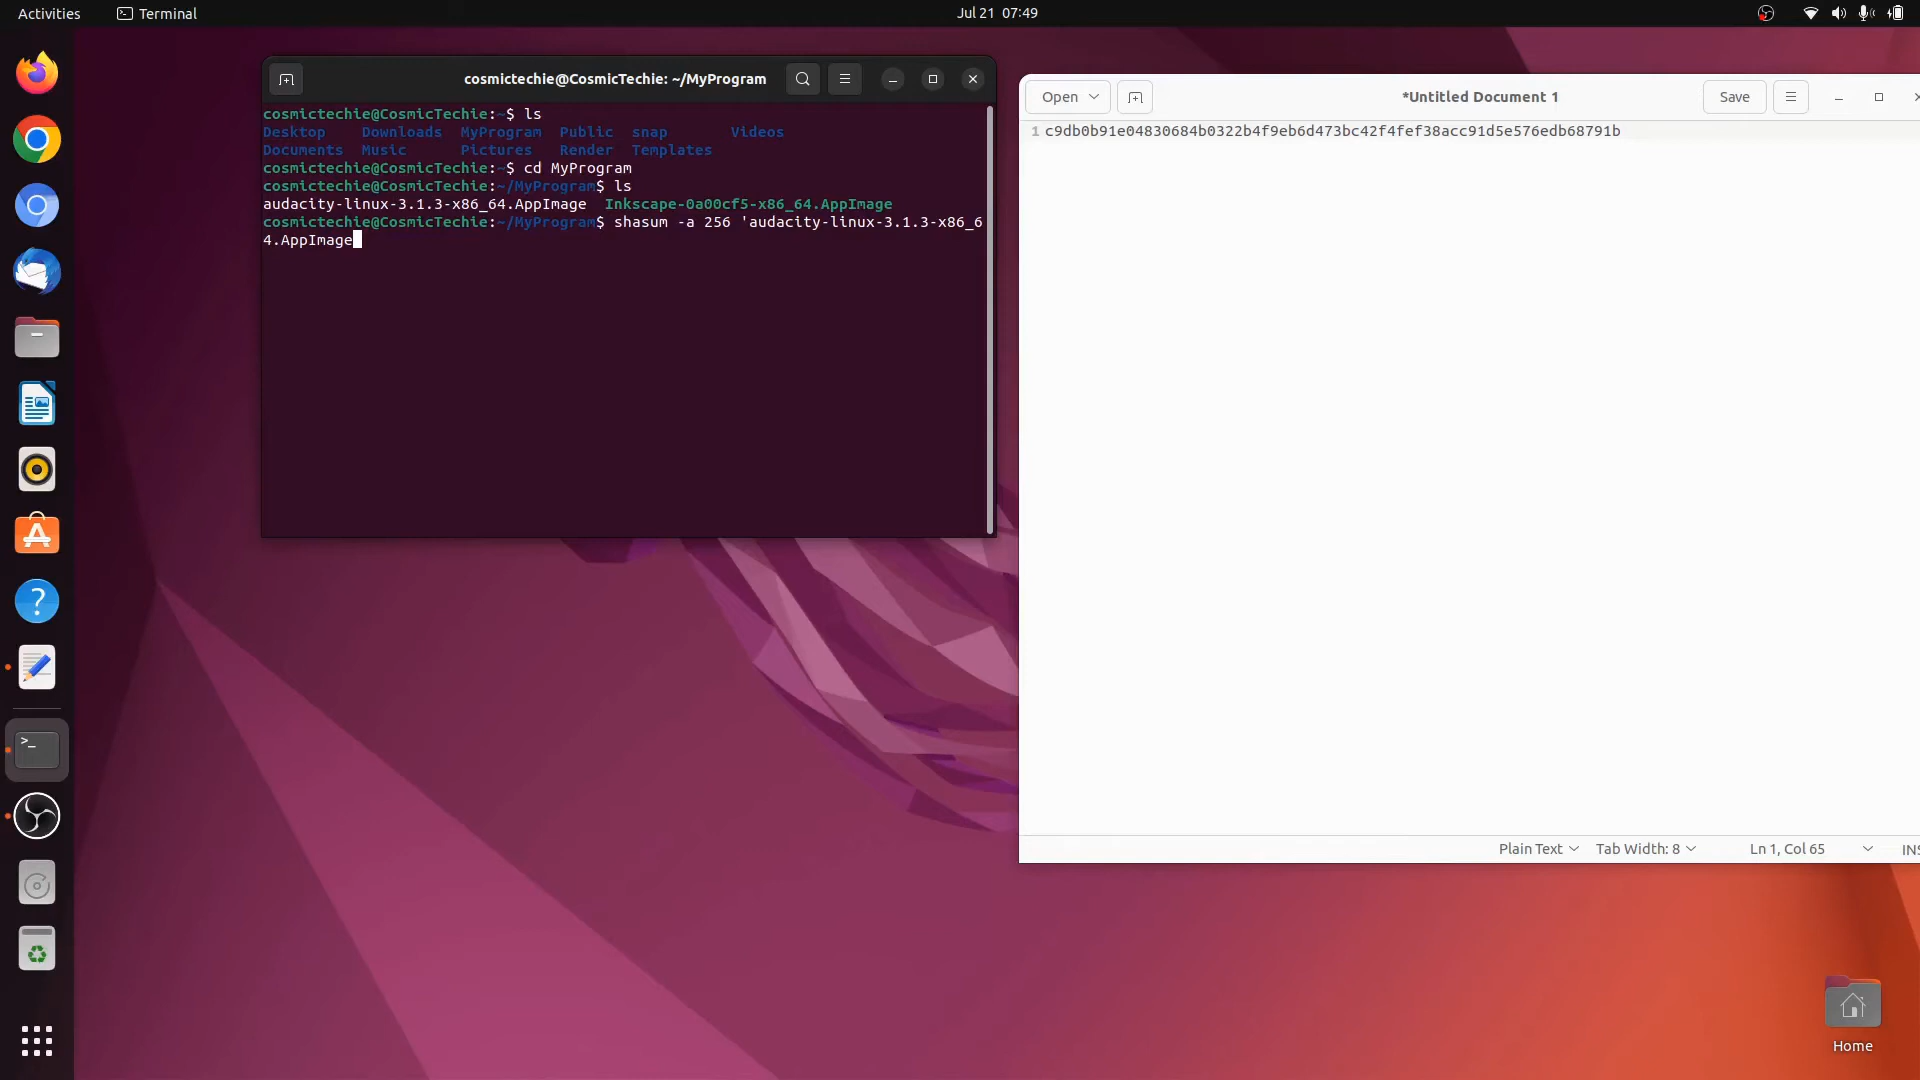 Activities Terminal Jul 21 07:49
cosmictechie@CosmicTechie: ~/MyProgram
cosmictechie@CosmicTechie:~$ ls
Desktop Downloads MyProgram Public snap Videos
Documents Music Pictures Render Templates
cosmictechie@CosmicTechie:~$ cd MyProgram
cosmictechie@CosmicTechie:~/MyProgram$ ls
audacity-linux-3.1.3-x86_64.AppImage Inkscape-0a00cf5-x86_64.AppImage
cosmictechie@CosmicTechie:~/MyProgram$ shasum -a 256 'audacity-linux-3.1.3-x86_6
4.AppImage
Open *Untitled Document 1 Save
1 c9db0b91e04830684b0322b4f9eb6d473bc42f4fef38acc91d5e576edb68791b
Plain Text Tab Width: 8 Ln 1, Col 65 INS
Home